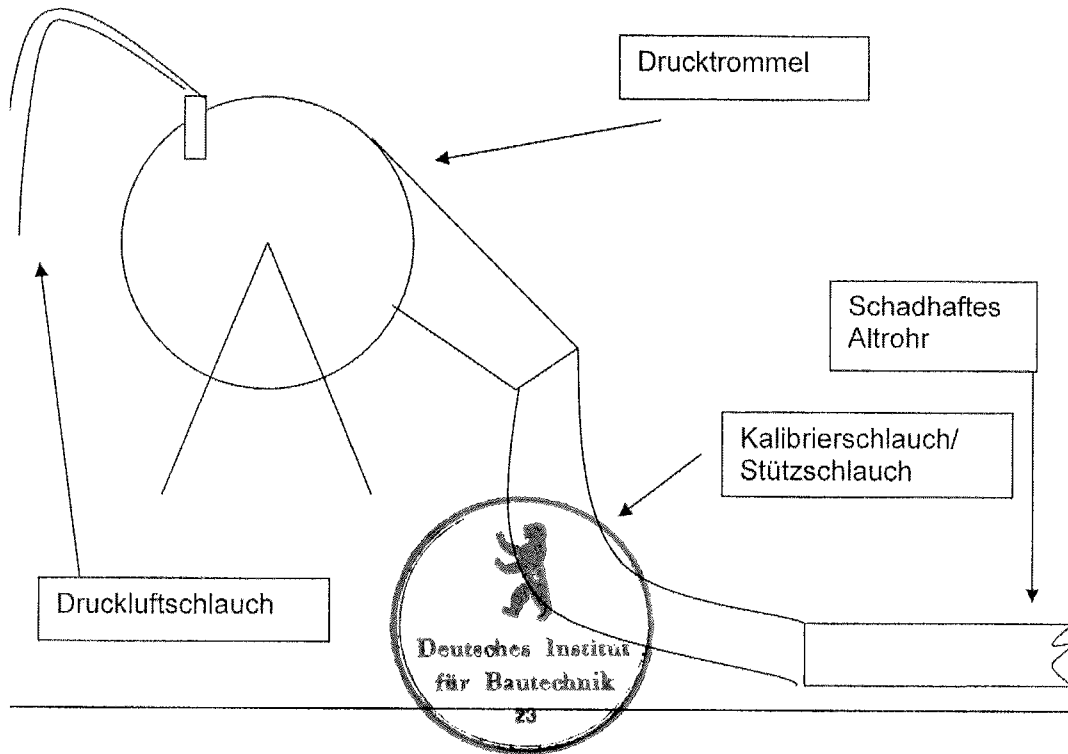 Drucktrommel
Schadhaftes
Altrohr
Kalibrierschlauch/
Stützschlauch
Druckluftschlauch
Deutsches Institut
für Bautechnik
23